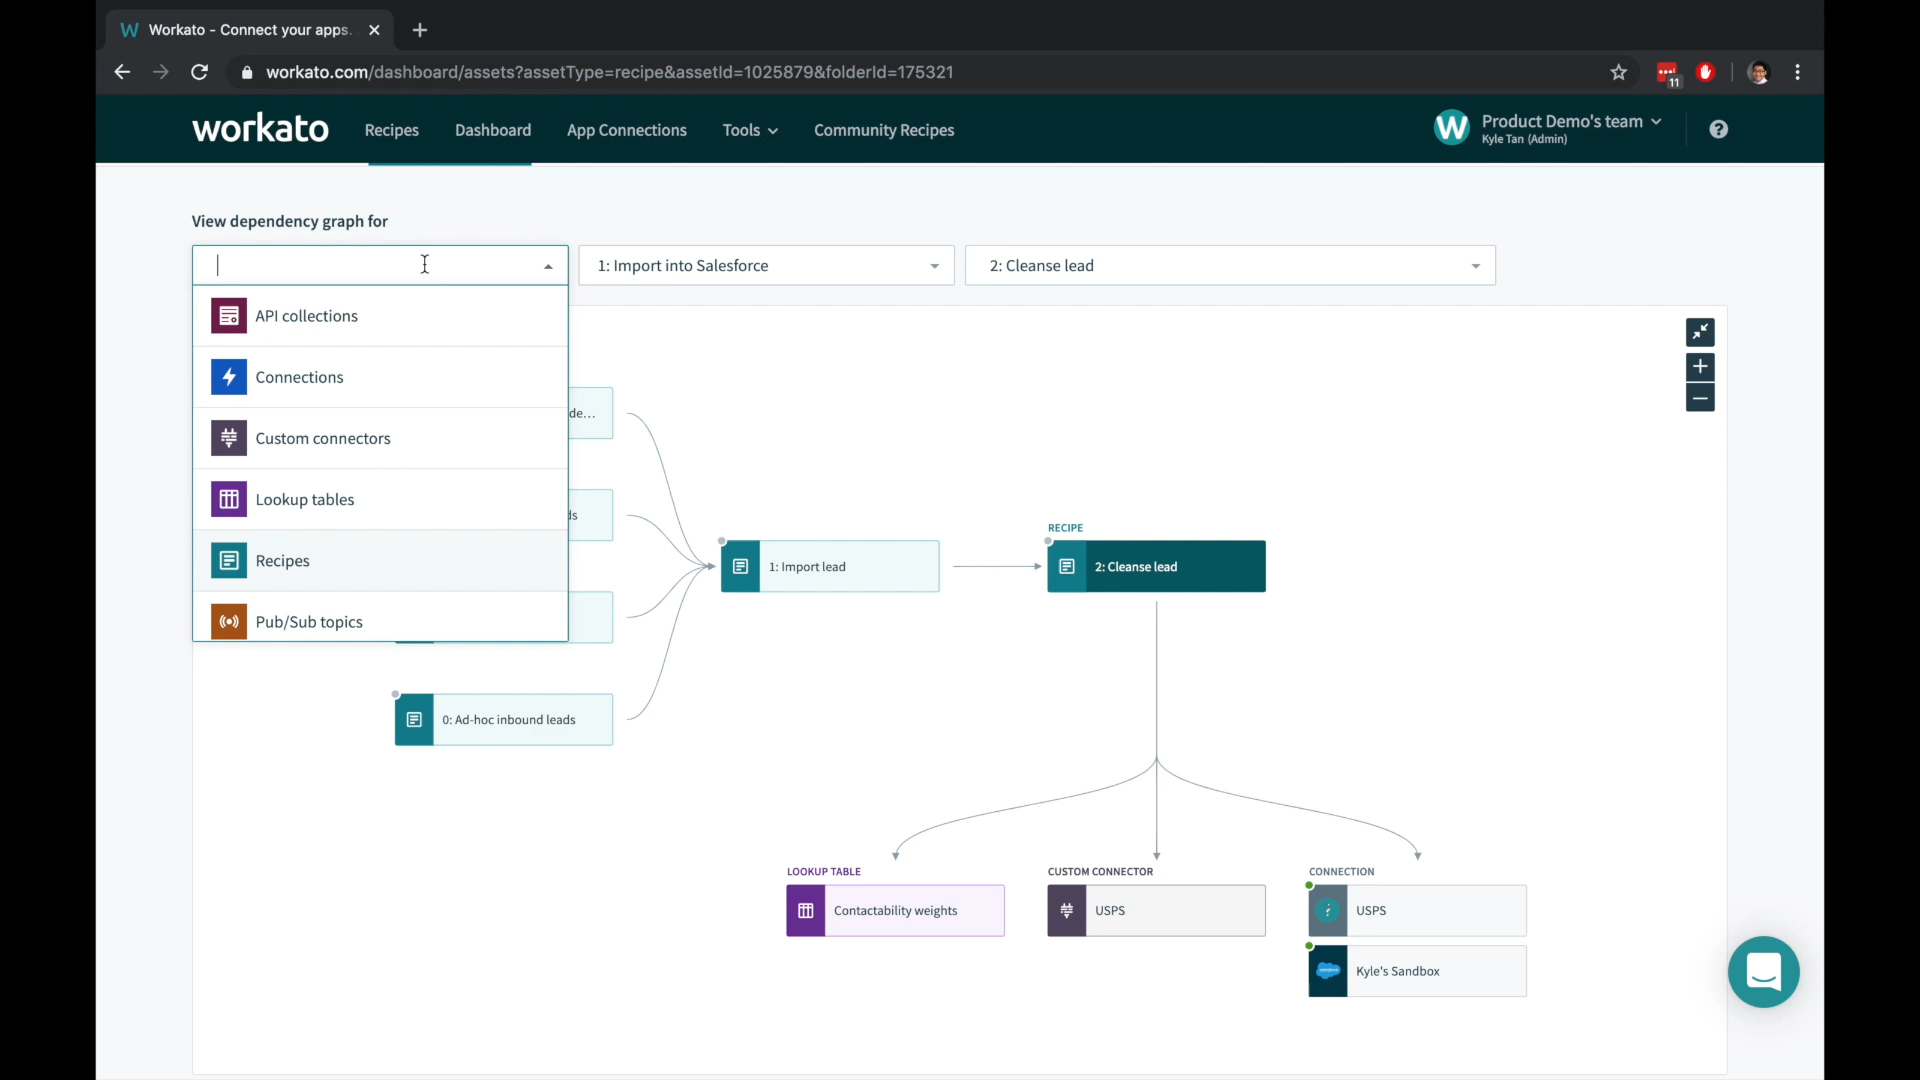 Workato - Connect your apps.
workato.com/dashboard/assets?assetType=recipe&assetId=1025879&folderId=175321
11
workato
Recipes
Dashboard
App Connections
Tools
Community Recipes
W
Product Demo's team
Kyle Tan (Admin)
?
View dependency graph for
1: Import into Salesforce
2: Cleanse lead
API collections
Connections
Custom connectors
Lookup tables
Recipes
Pub/Sub topics
de...
ds
1: Import lead
RECIPE
2: Cleanse lead
0: Ad-hoc inbound leads
LOOKUP TABLE
Contactability weights
CUSTOM CONNECTOR
USPS
CONNECTION
USPS
Kyle's Sandbox